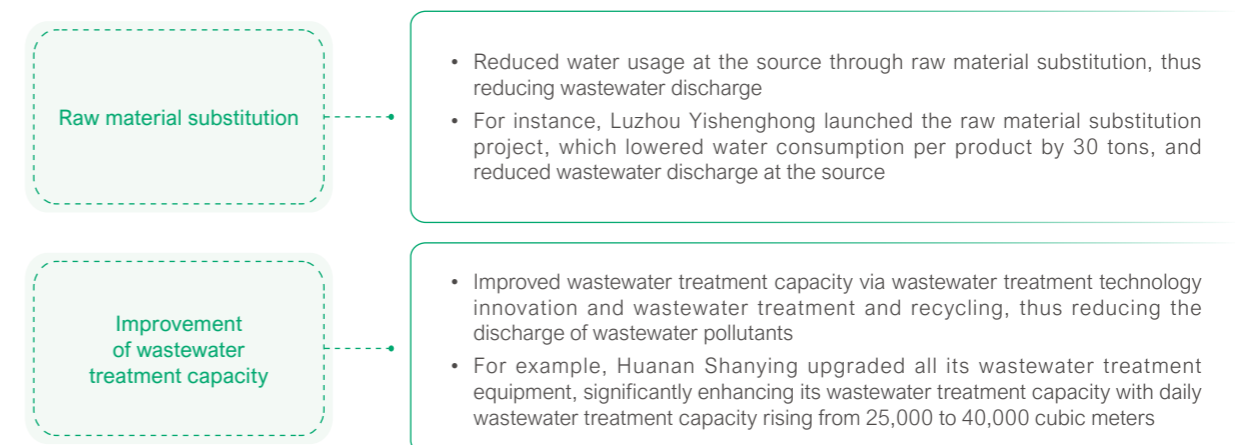 Raw material substitution
• Reduced water usage at the source through raw material substitution, thus
reducing wastewater discharge
• For instance, Luzhou Yishenghong launched the raw material substitution
project, which lowered water consumption per product by 30 tons, and
reduced wastewater discharge at the source
Improvement
of wastewater
treatment capacity
• Improved wastewater treatment capacity via wastewater treatment technology
innovation and wastewater treatment and recycling, thus reducing the
discharge of wastewater pollutants
• For example, Huanan Shanying upgraded all its wastewater treatment
equipment, significantly enhancing its wastewater treatment capacity with daily
wastewater treatment capacity rising from 25,000 to 40,000 cubic meters